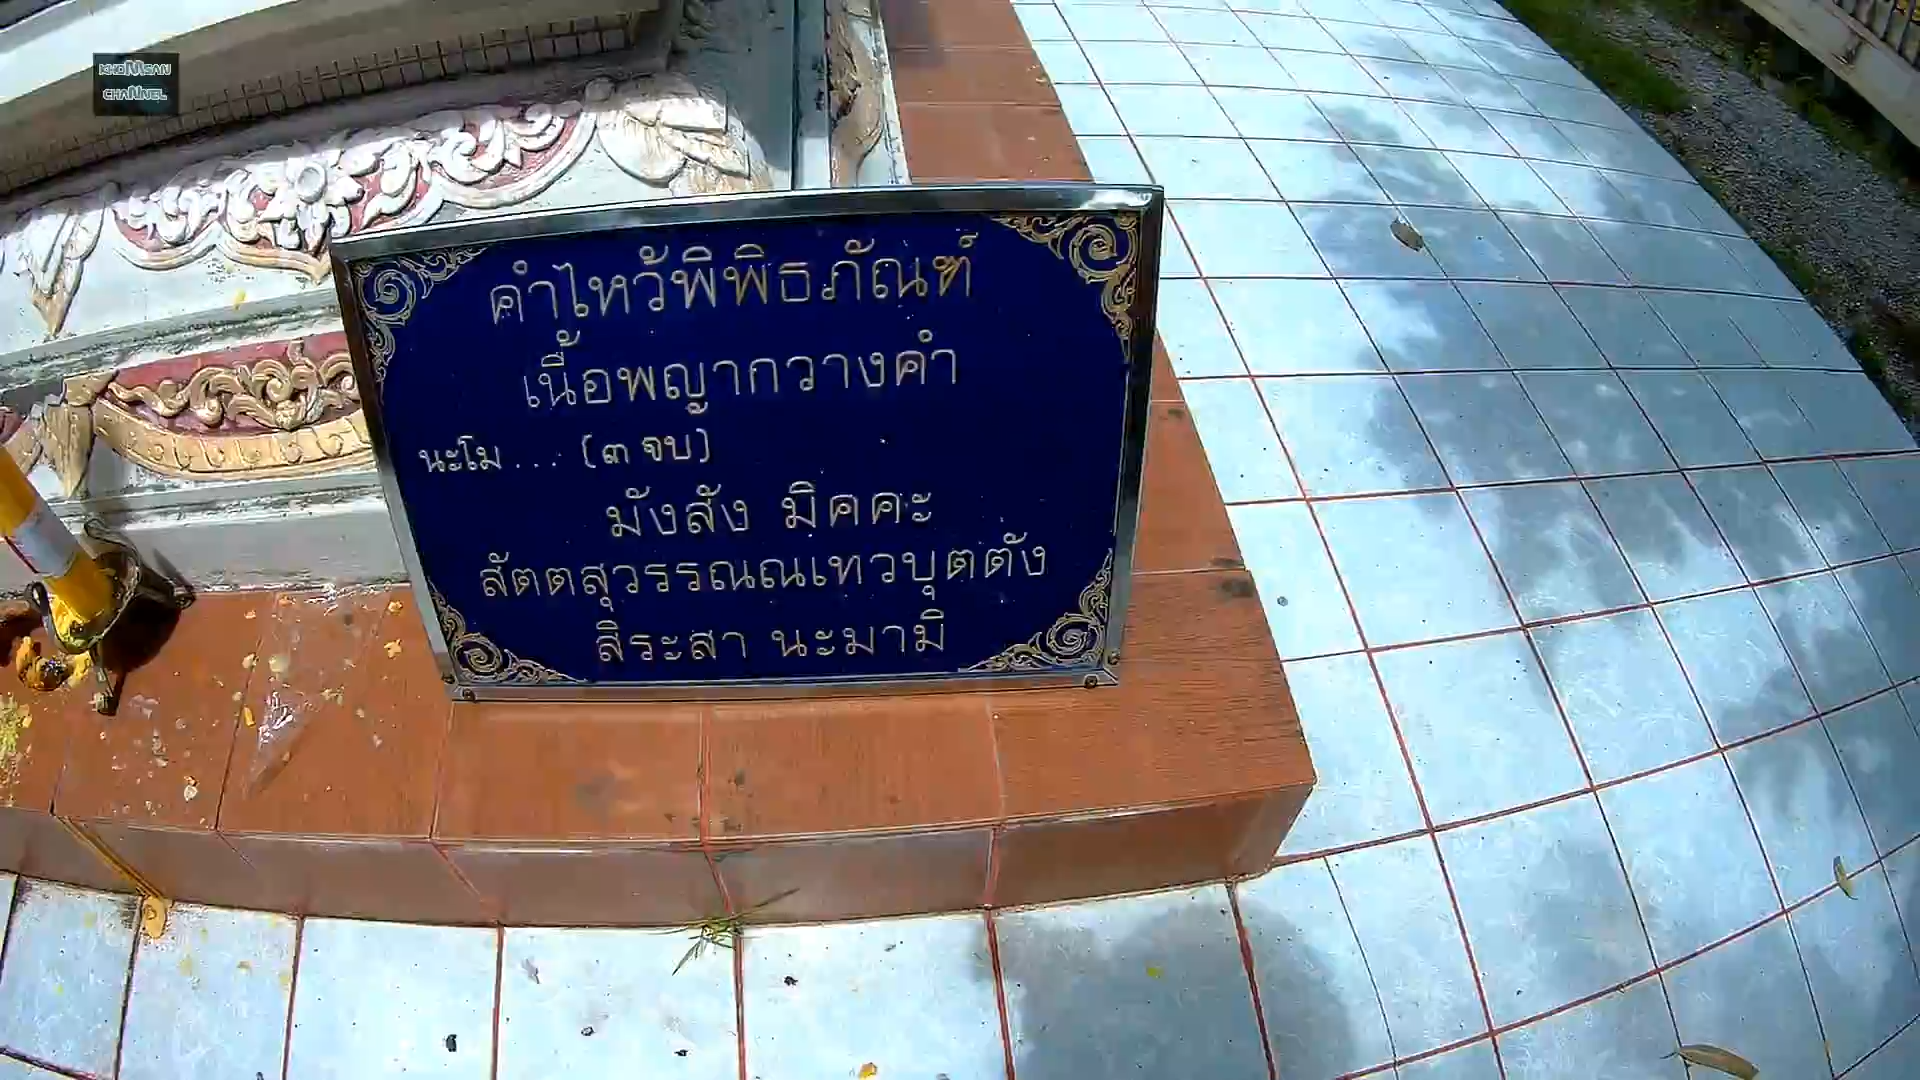 KHOMSAN
CHANNEL
คำไหว้พิพิธภัณฑ์
เนื้อพญากวางคำ
นะโม... (๓ จบ)
มังสัง มิคคะ
สัตตสุวรรณณเทวบุตตัง
สิระสา นะมามิ